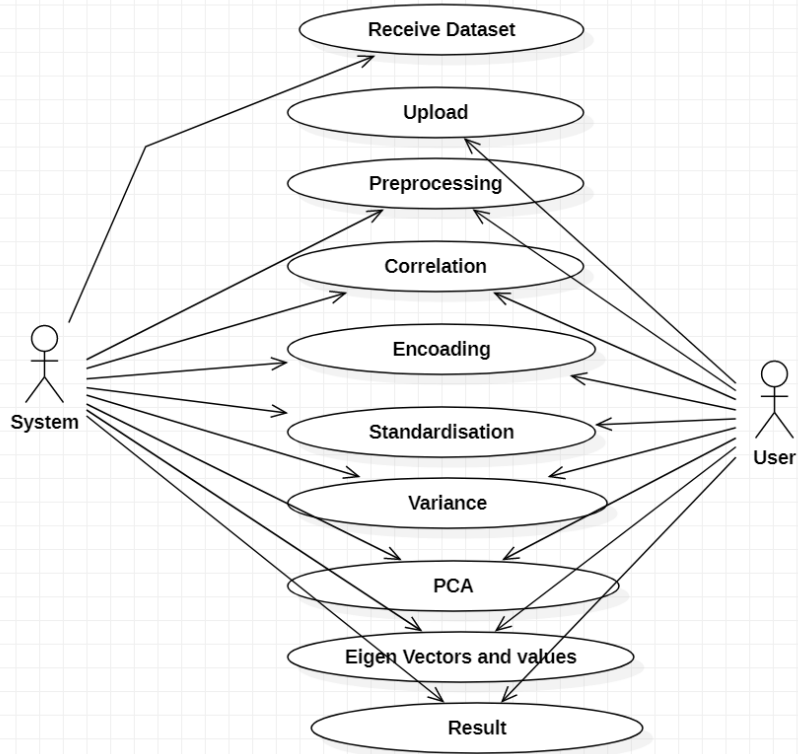 Receive Dataset
Upload
Preprocessing
Correlation
Encoading
System
Standardisation
User
Variance
PCA
Eigen Vectors and values
Result